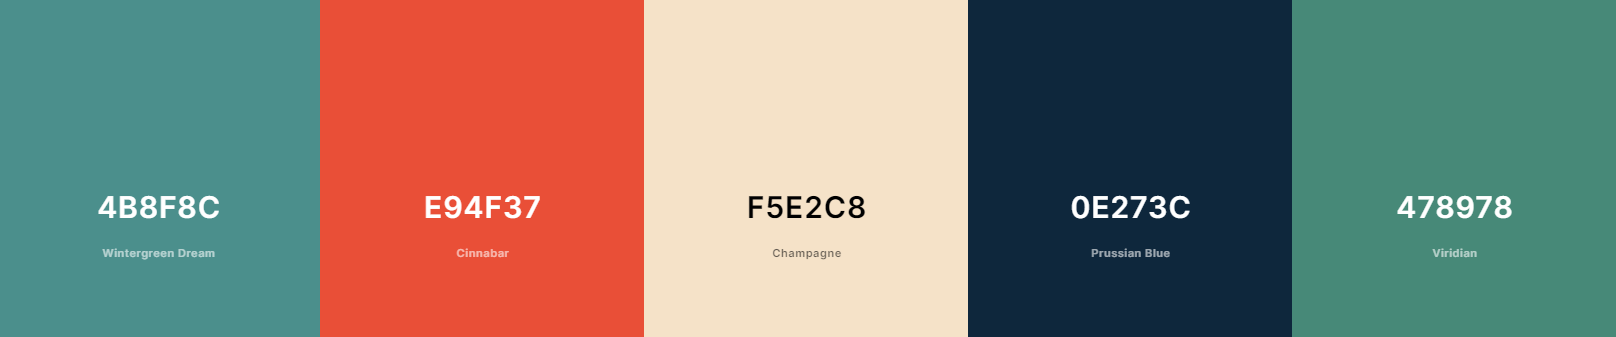 4B8F8C
Wintergreen Dream
E94F37
Cinnabar
F5E2C8
Champagne
0E273C
Prussian Blue
478978
Viridian